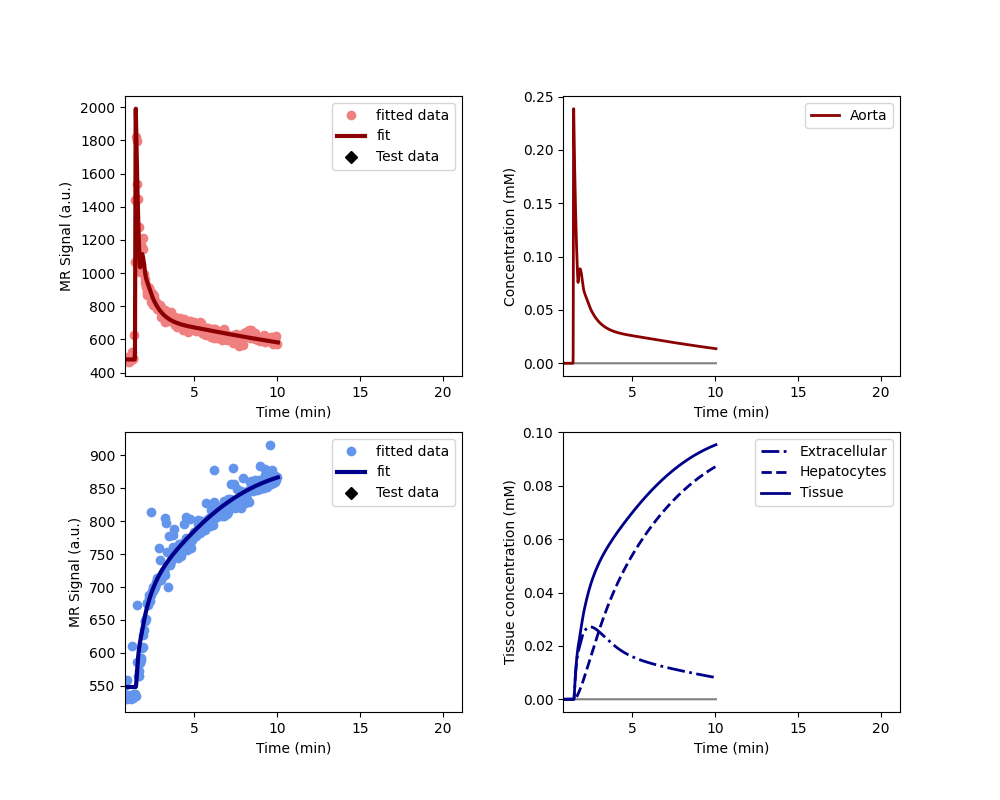 MR Signal (a.u.)
2000
1800
1600
1400
1200
1000
800
600
400
5
10
15
20
Time (min)
fitted data
fit
Test data
Concentration (mM)
0.25
0.20
0.15
0.10
0.05
0.00
5
10
15
20
Time (min)
Aorta
MR Signal (a.u.)
900
850
800
750
700
650
600
550
5
10
15
20
Time (min)
fitted data
fit
Test data
Tissue concentration (mM)
0.10
0.08
0.06
0.04
0.02
0.00
5
10
15
20
Time (min)
Extracellular
Hepatocytes
Tissue